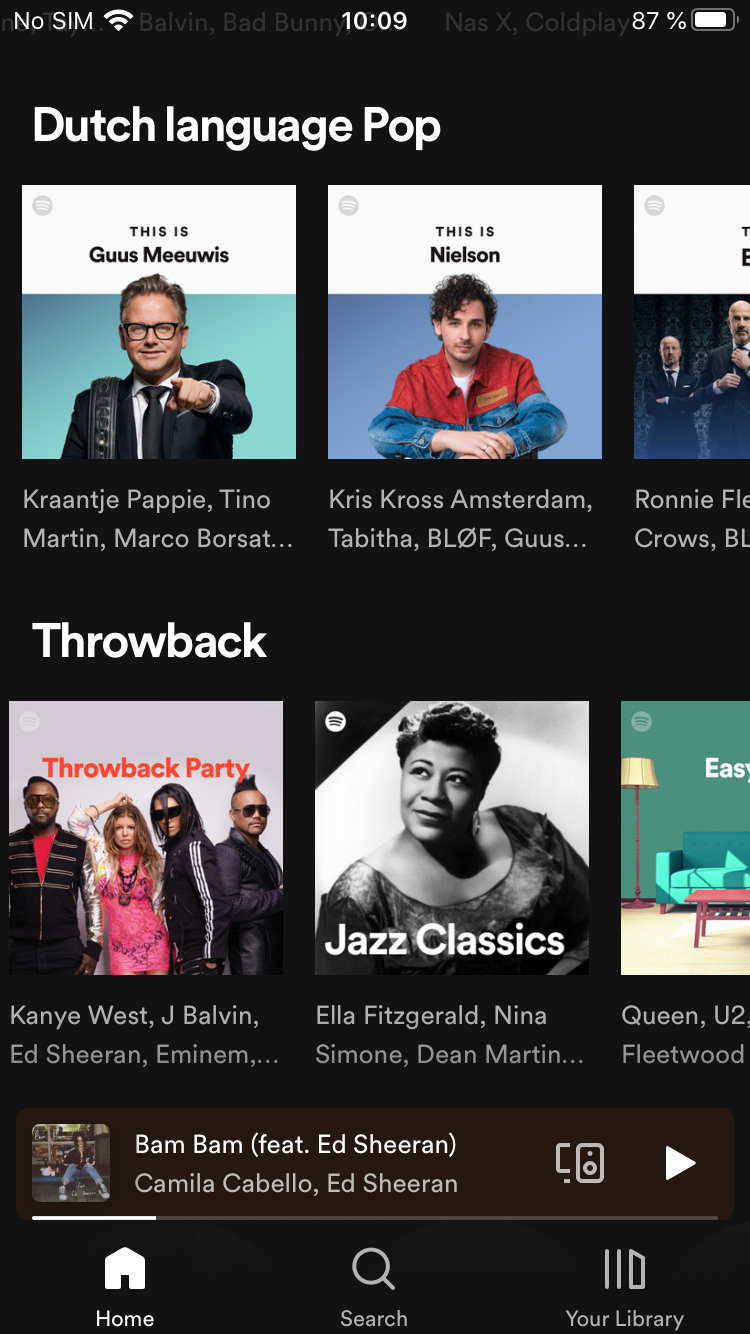 No SIM 10:09 87 %
Balvin, Bad Bunny, Nas X, Coldplay
Dutch language Pop
THIS IS
Guus Meeuwis
THIS IS
Nielson
Kraantje Pappie, Tino
Martin, Marco Borsat...
Kris Kross Amsterdam,
Tabitha, BLØF, Guus...
Ronnie Fle
Crows, BL
Throwback
Throwback Party
Jazz Classics
Easy
Kanye West, J Balvin,
Ed Sheeran, Eminem,...
Ella Fitzgerald, Nina
Simone, Dean Martin...
Queen, U2,
Fleetwood
Bam Bam (feat. Ed Sheeran)
Camila Cabello, Ed Sheeran
Home
Search
Your Library